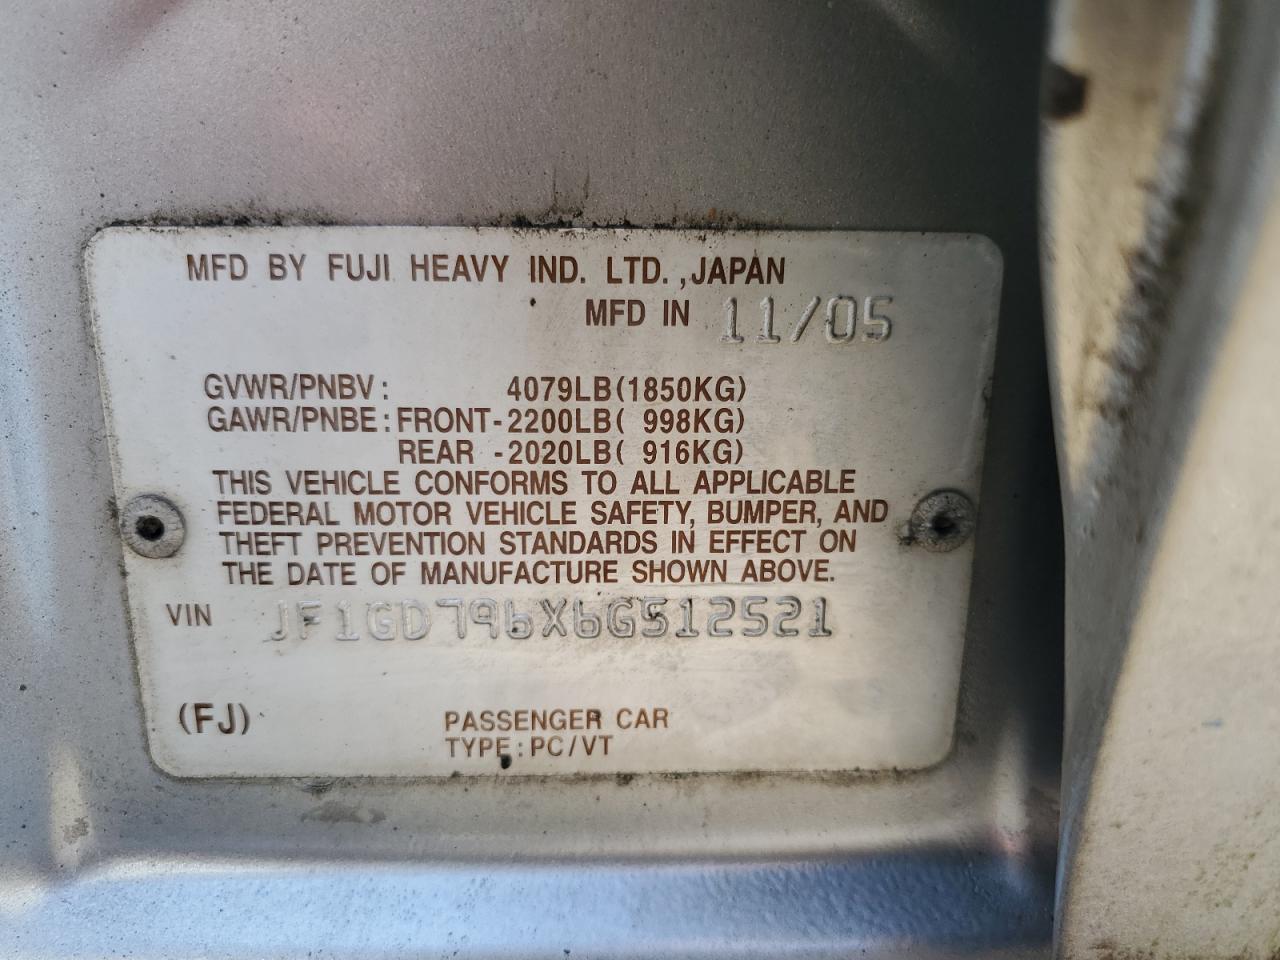 MFD BY FUJI HEAVY IND. LTD.,JAPAN
MFD IN 11/05
GVWR/PNBV: 4079LB(1850KG)
GAWR/PNBE:FRONT-2200LB( 998KG)
REAR -2020LB( 916KG)
THIS VEHICLE CONFORMS TO ALL APPLICABLE
FEDERAL MOTOR VEHICLE SAFETY, BUMPER, AND
THEFT PREVENTION STANDARDS IN EFFECT ON
THE DATE OF MANUFACTURE SHOWN ABOVE.
VIN JF1GD796X6G512521
(FJ)
PASSENGER CAR
TYPE:PC/VT